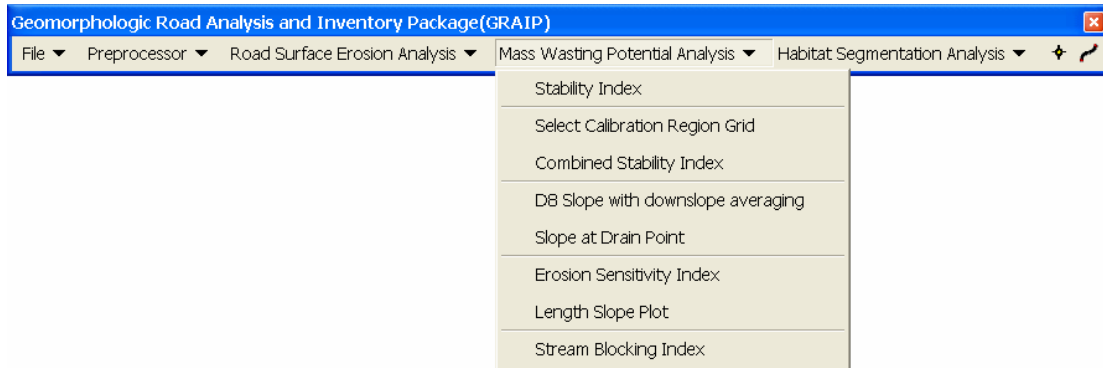 Geomorphologic Road Analysis and Inventory Package(GRAIP)
File Preprocessor Road Surface Erosion Analysis Mass Wasting Potential Analysis Habitat Segmentation Analysis
Stability Index
Select Calibration Region Grid
Combined Stability Index
D8 Slope with downslope averaging
Slope at Drain Point
Erosion Sensitivity Index
Length Slope Plot
Stream Blocking Index